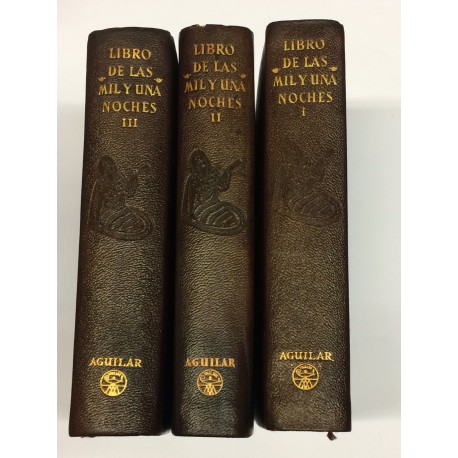 LIBRO
DE LAS
MIL Y UNA
NOCHES
III
AGUILAR
LIBRO
DE LAS
MIL Y UNA
NOCHES
II
AGUILAR
LIBRO
DE LAS
MIL Y UNA
NOCHES
I
AGUILAR